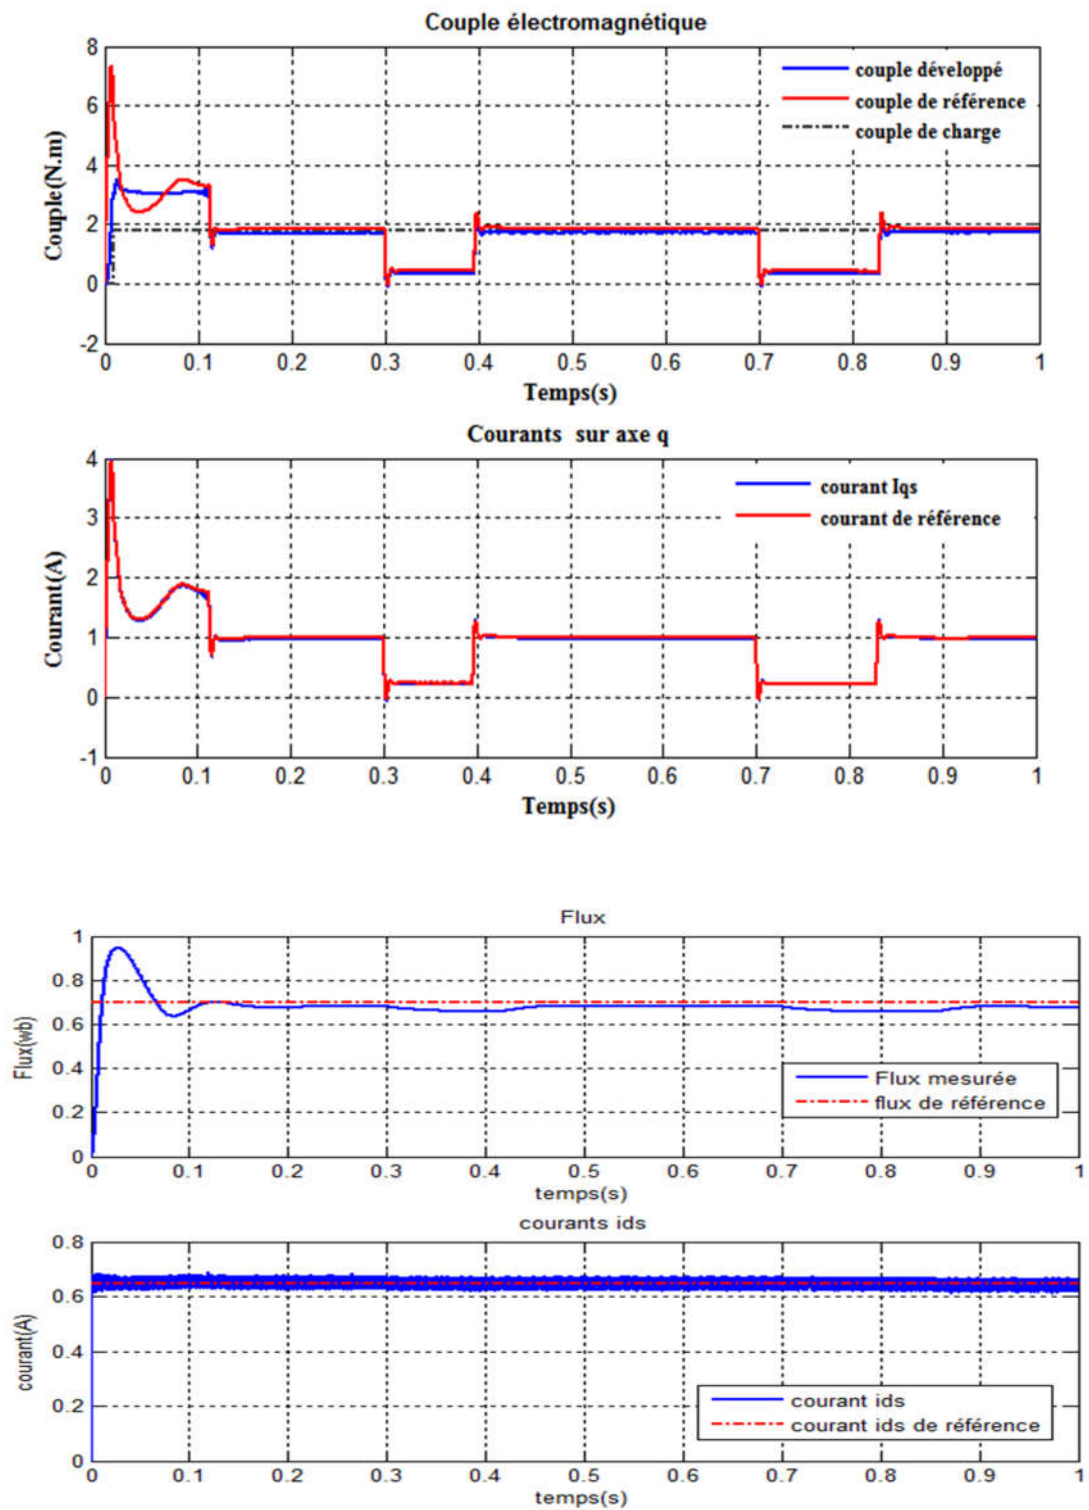 Couple électromagnétique
8
6
4
2
0
-2
Couple(N.m)
couple développé
couple de référence
couple de charge
0 0.1 0.2 0.3 0.4 0.5 0.6 0.7 0.8 0.9 1
Temps(s)
Courants sur axe q
4
3
2
1
0
-1
Courant(A)
courant Iqs
courant de référence
0 0.1 0.2 0.3 0.4 0.5 0.6 0.7 0.8 0.9 1
Temps(s)
Flux
1
0.8
0.6
0.4
0.2
0
Flux(wb)
Flux mesurée
flux de référence
0 0.1 0.2 0.3 0.4 0.5 0.6 0.7 0.8 0.9 1
temps(s)
courants ids
0.8
0.6
0.4
0.2
0
courant(A)
courant ids
courant ids de référence
0 0.1 0.2 0.3 0.4 0.5 0.6 0.7 0.8 0.9 1
temps(s)